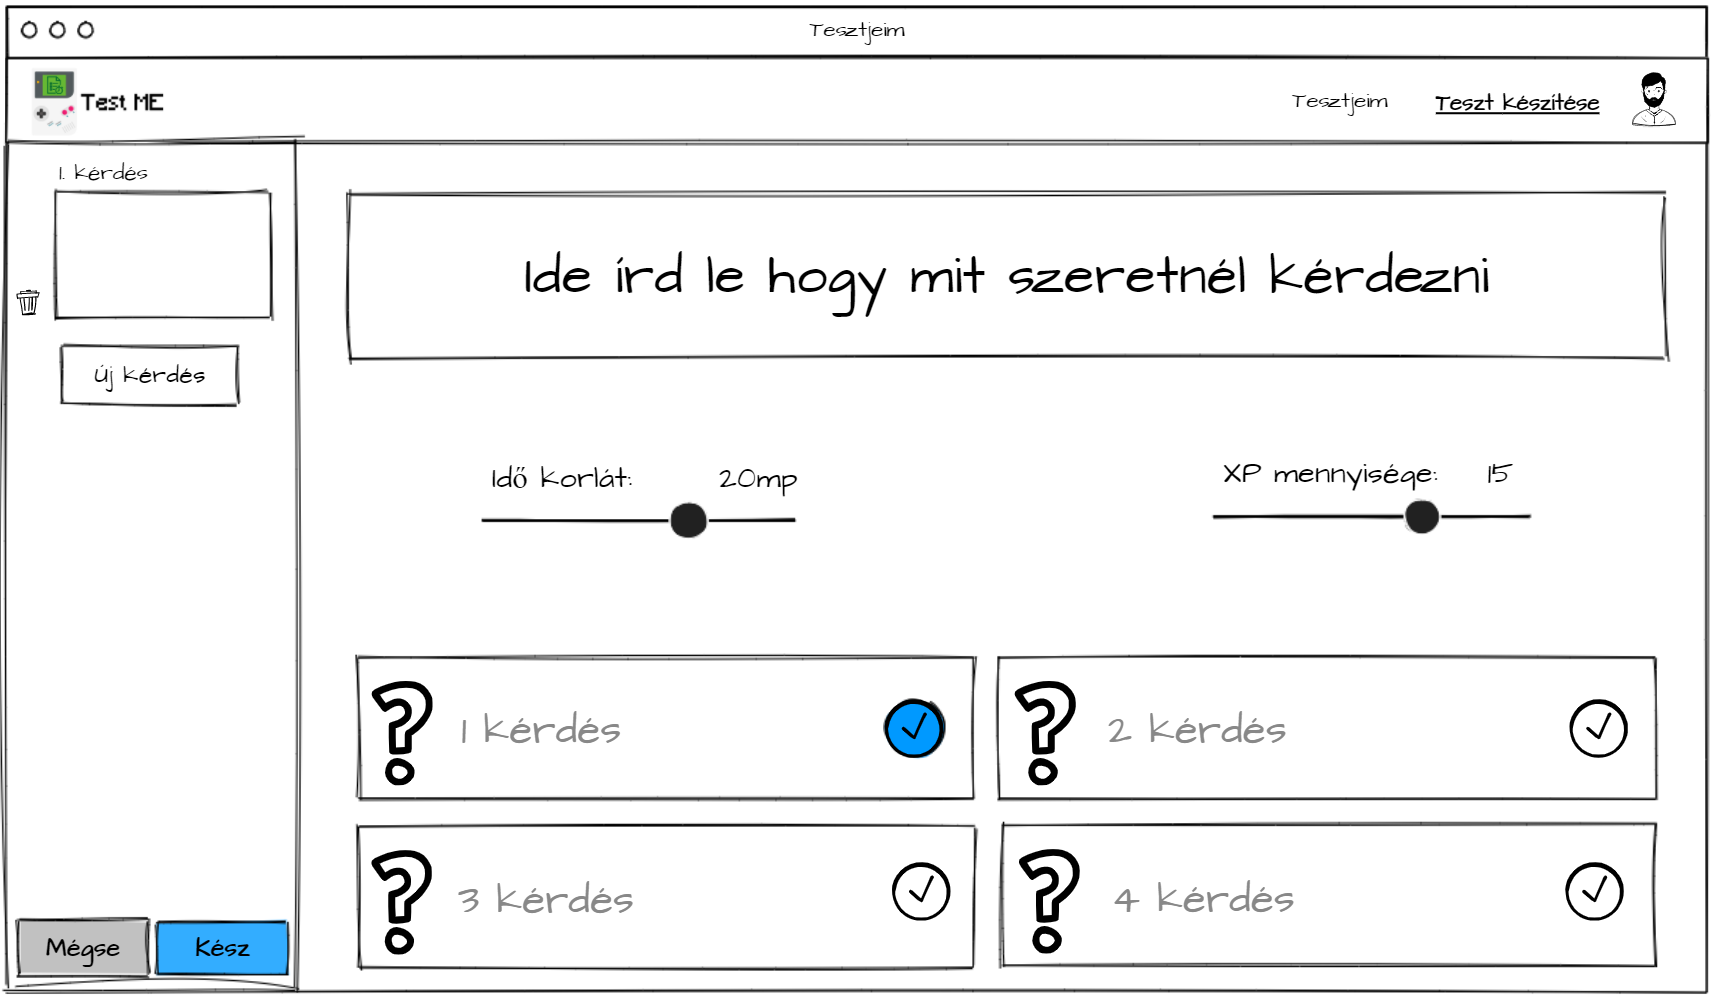 Tesztjeim
Test ME
Tesztjeim
Teszt készítése
1. kérdés
Új kérdés
Ide írd le hogy mit szeretnél kérdezni
Idő korlát: 20mp
XP mennyisége: 15
1 kérdés
2 kérdés
3 kérdés
4 kérdés
Mégse
Kész